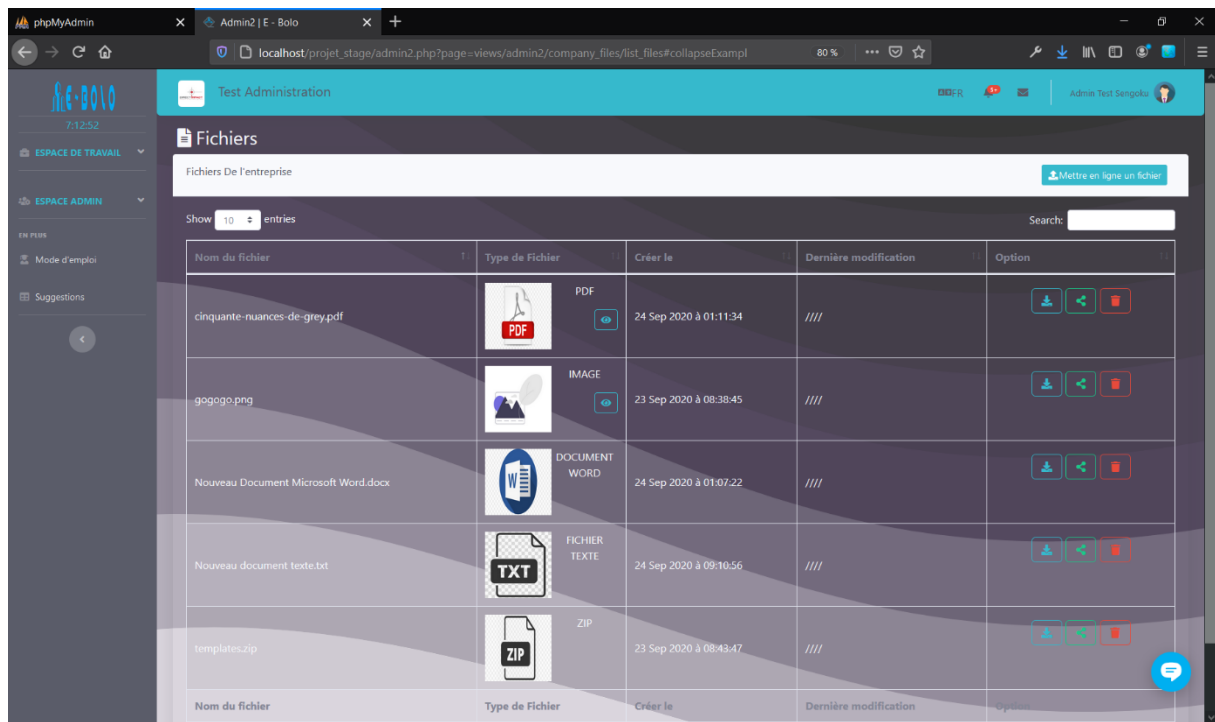 phpMyAdmin
Admin2 | E - Bolo
localhost/projet_stage/admin2.php?page=views/admin2/company_files/list_files#collapseExampl
80 %
E-BOLO
7:12:52
ESPACE DE TRAVAIL
ESPACE ADMIN
EN PLUS
Mode d'emploi
Suggestions
Test Administration
FR
5+
Admin Test Sengoku
Fichiers
Fichiers De l'entreprise
Mettre en ligne un fichier
Show 10 entries
Search:
Nom du fichier Type de Fichier Créer le Dernière modification Option
cinquante-nuances-de-grey.pdf PDF PDF 24 Sep 2020 à 01:11:34 ////
gogogo.png IMAGE 23 Sep 2020 à 08:38:45 ////
Nouveau Document Microsoft Word.docx W DOCUMENT WORD 24 Sep 2020 à 01:07:22 ////
Nouveau document texte.txt TXT FICHIER TEXTE 24 Sep 2020 à 09:10:56 ////
templates.zip ZIP ZIP 23 Sep 2020 à 08:43:47 ////
Nom du fichier Type de Fichier Créer le Dernière modification Option